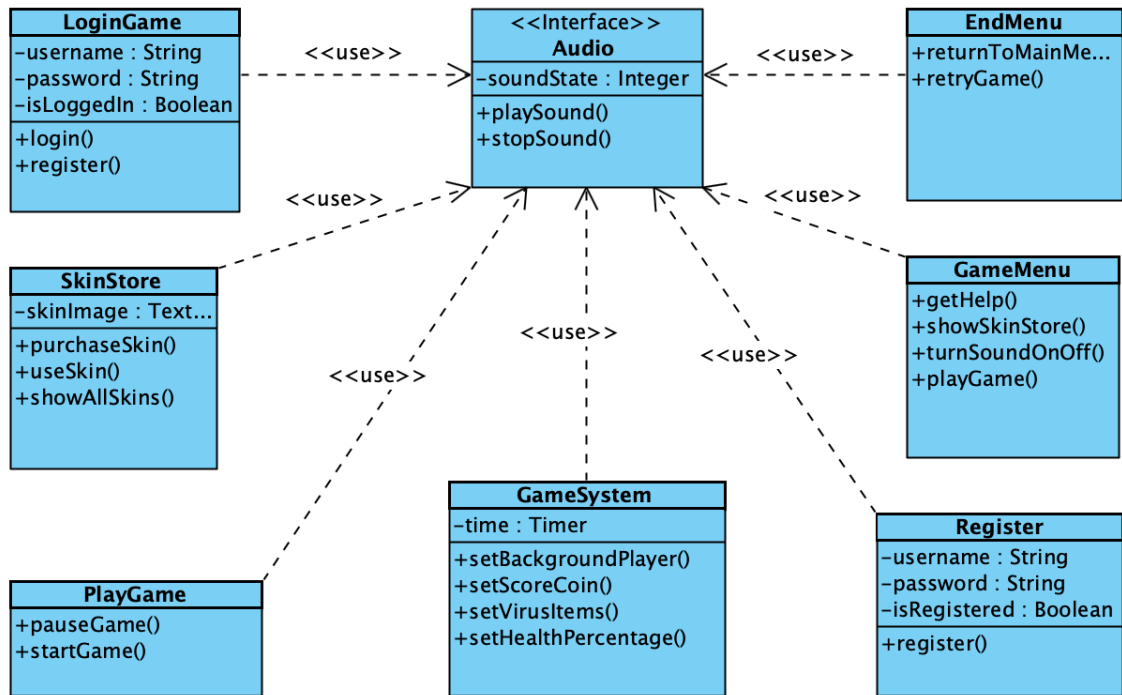 LoginGame
-username : String
-password : String
-isLoggedIn : Boolean
+login()
+register()
<<use>>
<<Interface>>
Audio
-soundState : Integer
+playSound()
+stopSound()
<<use>>
EndMenu
+returnToMainMe...
+retryGame()
<<use>>
<<use>>
SkinStore
-skinImage : Text...
+purchaseSkin()
+useSkin()
+showAllSkins()
GameMenu
+getHelp()
+showSkinStore()
+turnSoundOnOff()
+playGame()
<<use>>
<<use>>
<<use>>
PlayGame
+pauseGame()
+startGame()
GameSystem
-time : Timer
+setBackgroundPlayer()
+setScoreCoin()
+setVirusItems()
+setHealthPercentage()
Register
-username : String
-password : String
-isRegistered : Boolean
+register()